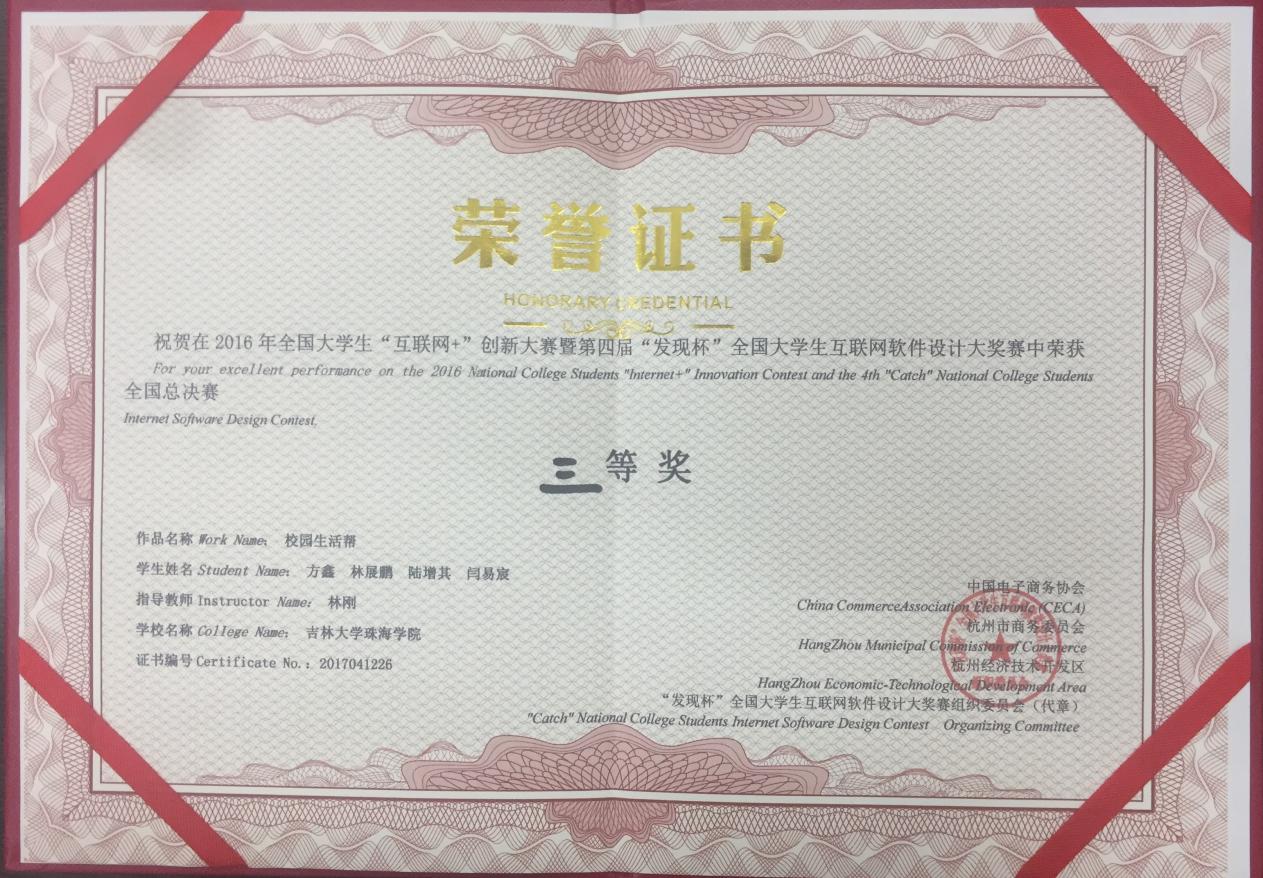 荣誉证书
HONORARY CREDENTIAL
祝贺在 2016 年全国大学生“互联网+”创新大赛暨第四届“发现杯”全国大学生互联网软件设计大奖赛中荣获
For your excellent performance on the 2016 National College Students "Internet+" Innovation Contest and the 4th "Catch" National College Students
全国总决赛
Internet Software Design Contest.
三等奖
作品名称 Work Name: 校园生活帮
学生姓名 Student Name: 方鑫 林展鹏 陆增其 闫易宸
指导教师 Instructor Name: 林刚
学校名称 College Name: 吉林大学珠海学院
证书编号 Certificate No.: 2017041226
中国电子商务协会
China CommerceAssociation Electronic (CECA)
杭州市商务委员会
HangZhou Municipal Commission of Commerce
杭州经济技术开发区
HangZhou Economic-Technological Development Area
“发现杯”全国大学生互联网软件设计大奖赛组织委员会（代章）
"Catch" National College Students Internet Software Design Contest Organizing Committee